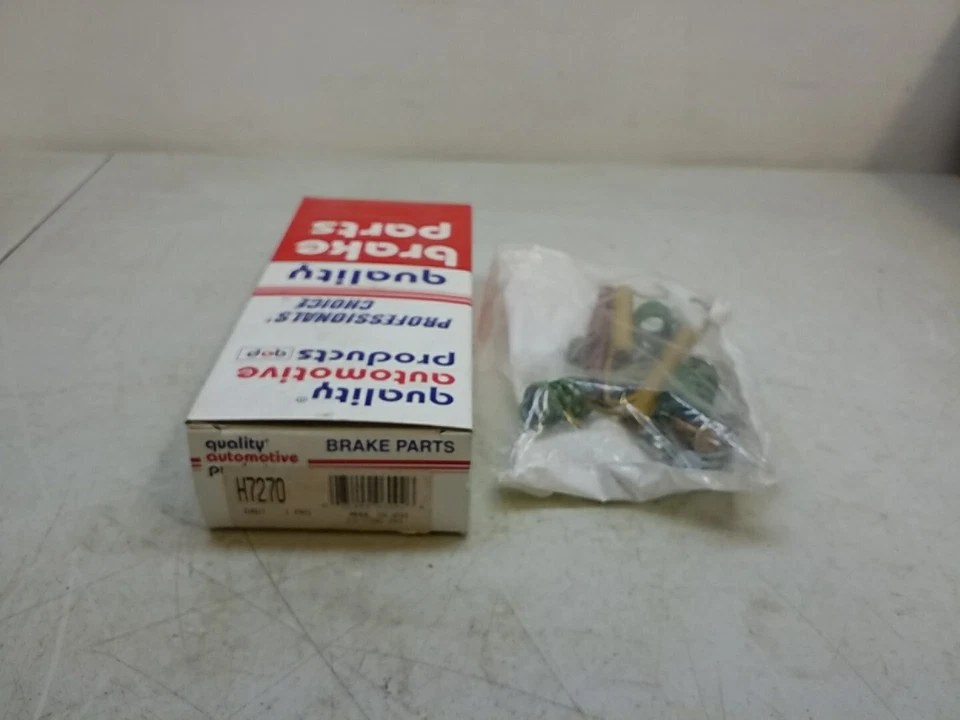 brake
parts
quality
PROFESSIONALS'
CHOICE
quality®
automotive
products qap
quality®
automotive
BRAKE PARTS
H7270